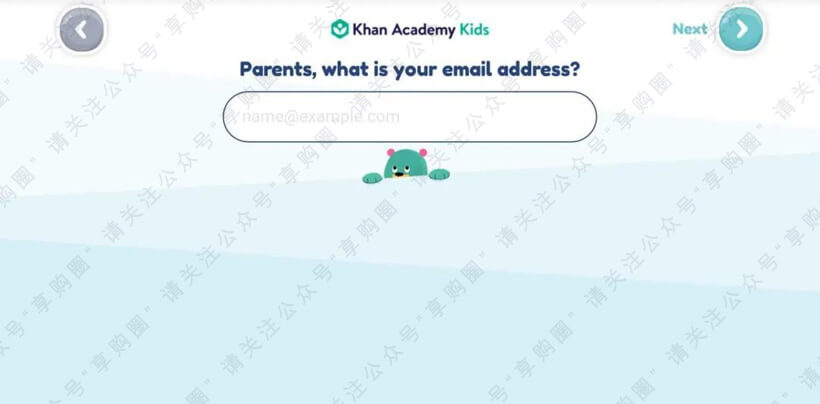 Khan Academy Kids
Next
Parents, what is your email address?
name@example.com
请关注公众号"享购圈"